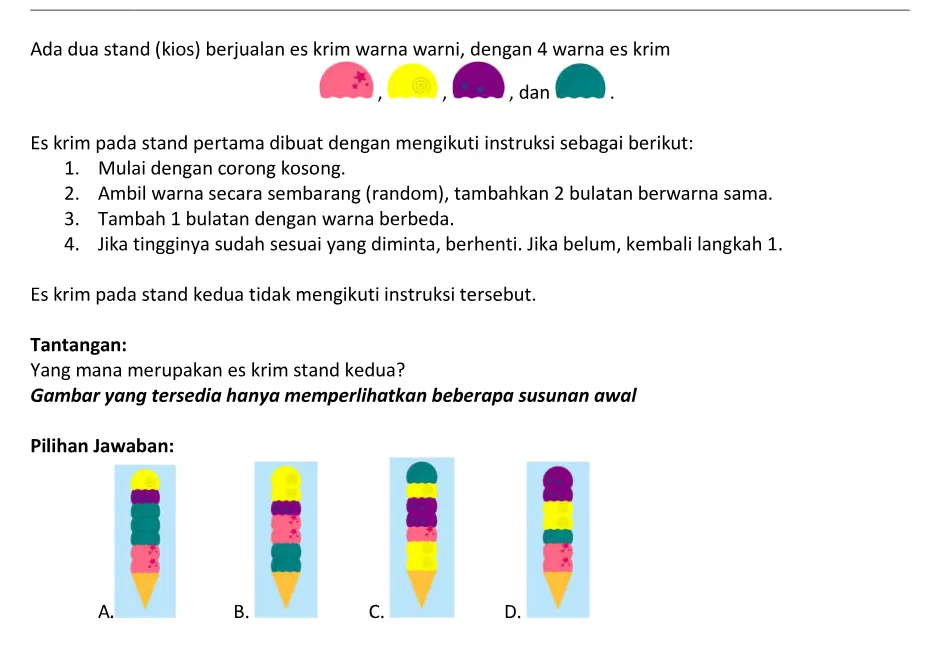 Ada dua stand (kios) berjualan es krim warna warni, dengan 4 warna es krim
, , , dan .
Es krim pada stand pertama dibuat dengan mengikuti instruksi sebagai berikut:
1. Mulai dengan corong kosong.
2. Ambil warna secara sembarang (random), tambahkan 2 bulatan berwarna sama.
3. Tambah 1 bulatan dengan warna berbeda.
4. Jika tingginya sudah sesuai yang diminta, berhenti. Jika belum, kembali langkah 1.
Es krim pada stand kedua tidak mengikuti instruksi tersebut.
Tantangan:
Yang mana merupakan es krim stand kedua?
Gambar yang tersedia hanya memperlihatkan beberapa susunan awal
Pilihan Jawaban:
A. B. C. D.